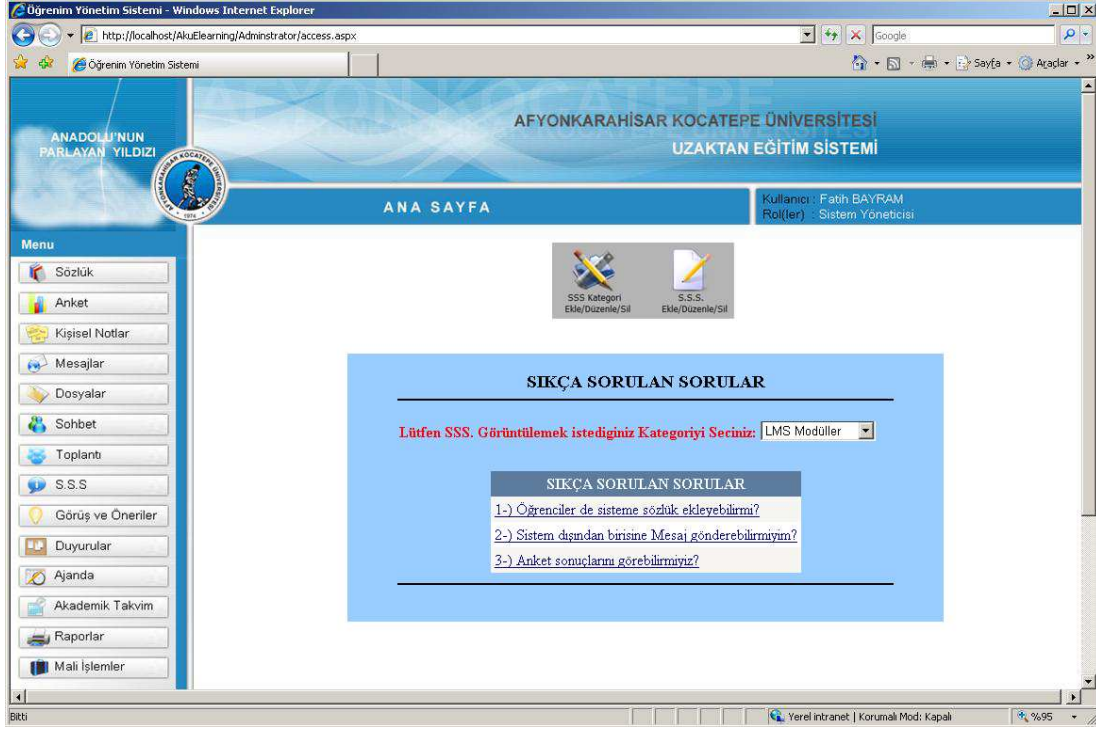 Öğrenim Yönetim Sistemi - Windows Internet Explorer
http://localhost/AkuElearning/Adminstrator/access.aspx
Google
Öğrenim Yönetim Sistemi
Sayfa
Araçlar
AFYON KOCATEPE
ANADOLU'NUN
PARLAYAN YILDIZI
AFYONKARAHİSAR KOCATEPE ÜNİVERSİTESİ
UZAKTAN EĞİTİM SİSTEMİ
ANA SAYFA
Kullanıcı : Fatih BAYRAM
Rol(ler) : Sistem Yöneticisi
Menu
Sözlük
Anket
Kişisel Notlar
Mesajlar
Dosyalar
Sohbet
Toplantı
S.S.S
Görüş ve Öneriler
Duyurular
Ajanda
Akademik Takvim
Raporlar
Mali İşlemler
SSS Kategori
Ekle/Düzenle/Sil
S.S.S.
Ekle/Düzenle/Sil
SIKÇA SORULAN SORULAR
Lütfen SSS. Görüntülemek istediginiz Kategoriyi Seciniz: LMS Modüller
SIKÇA SORULAN SORULAR
1-) Öğrenciler de sisteme sözlük ekleyebilirmi?
2-) Sistem dışından birisine Mesaj gönderebilirmiyim?
3-) Anket sonuçlarını görebilirmiyiz?
Bitti
Yerel intranet | Korumalı Mod: Kapalı
%95